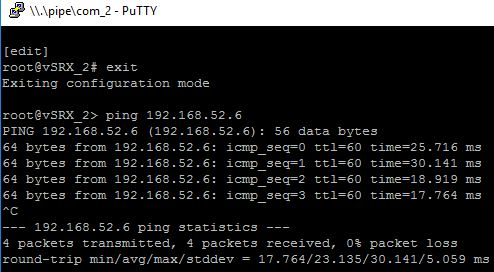 \\.\pipe\com_2 - PuTTY
[edit]
root@vSRX_2# exit
Exiting configuration mode
root@vSRX_2> ping 192.168.52.6
PING 192.168.52.6 (192.168.52.6): 56 data bytes
64 bytes from 192.168.52.6: icmp_seq=0 ttl=60 time=25.716 ms
64 bytes from 192.168.52.6: icmp_seq=1 ttl=60 time=30.141 ms
64 bytes from 192.168.52.6: icmp_seq=2 ttl=60 time=18.919 ms
64 bytes from 192.168.52.6: icmp_seq=3 ttl=60 time=17.764 ms
^C
--- 192.168.52.6 ping statistics ---
4 packets transmitted, 4 packets received, 0% packet loss
round-trip min/avg/max/stddev = 17.764/23.135/30.141/5.059 ms